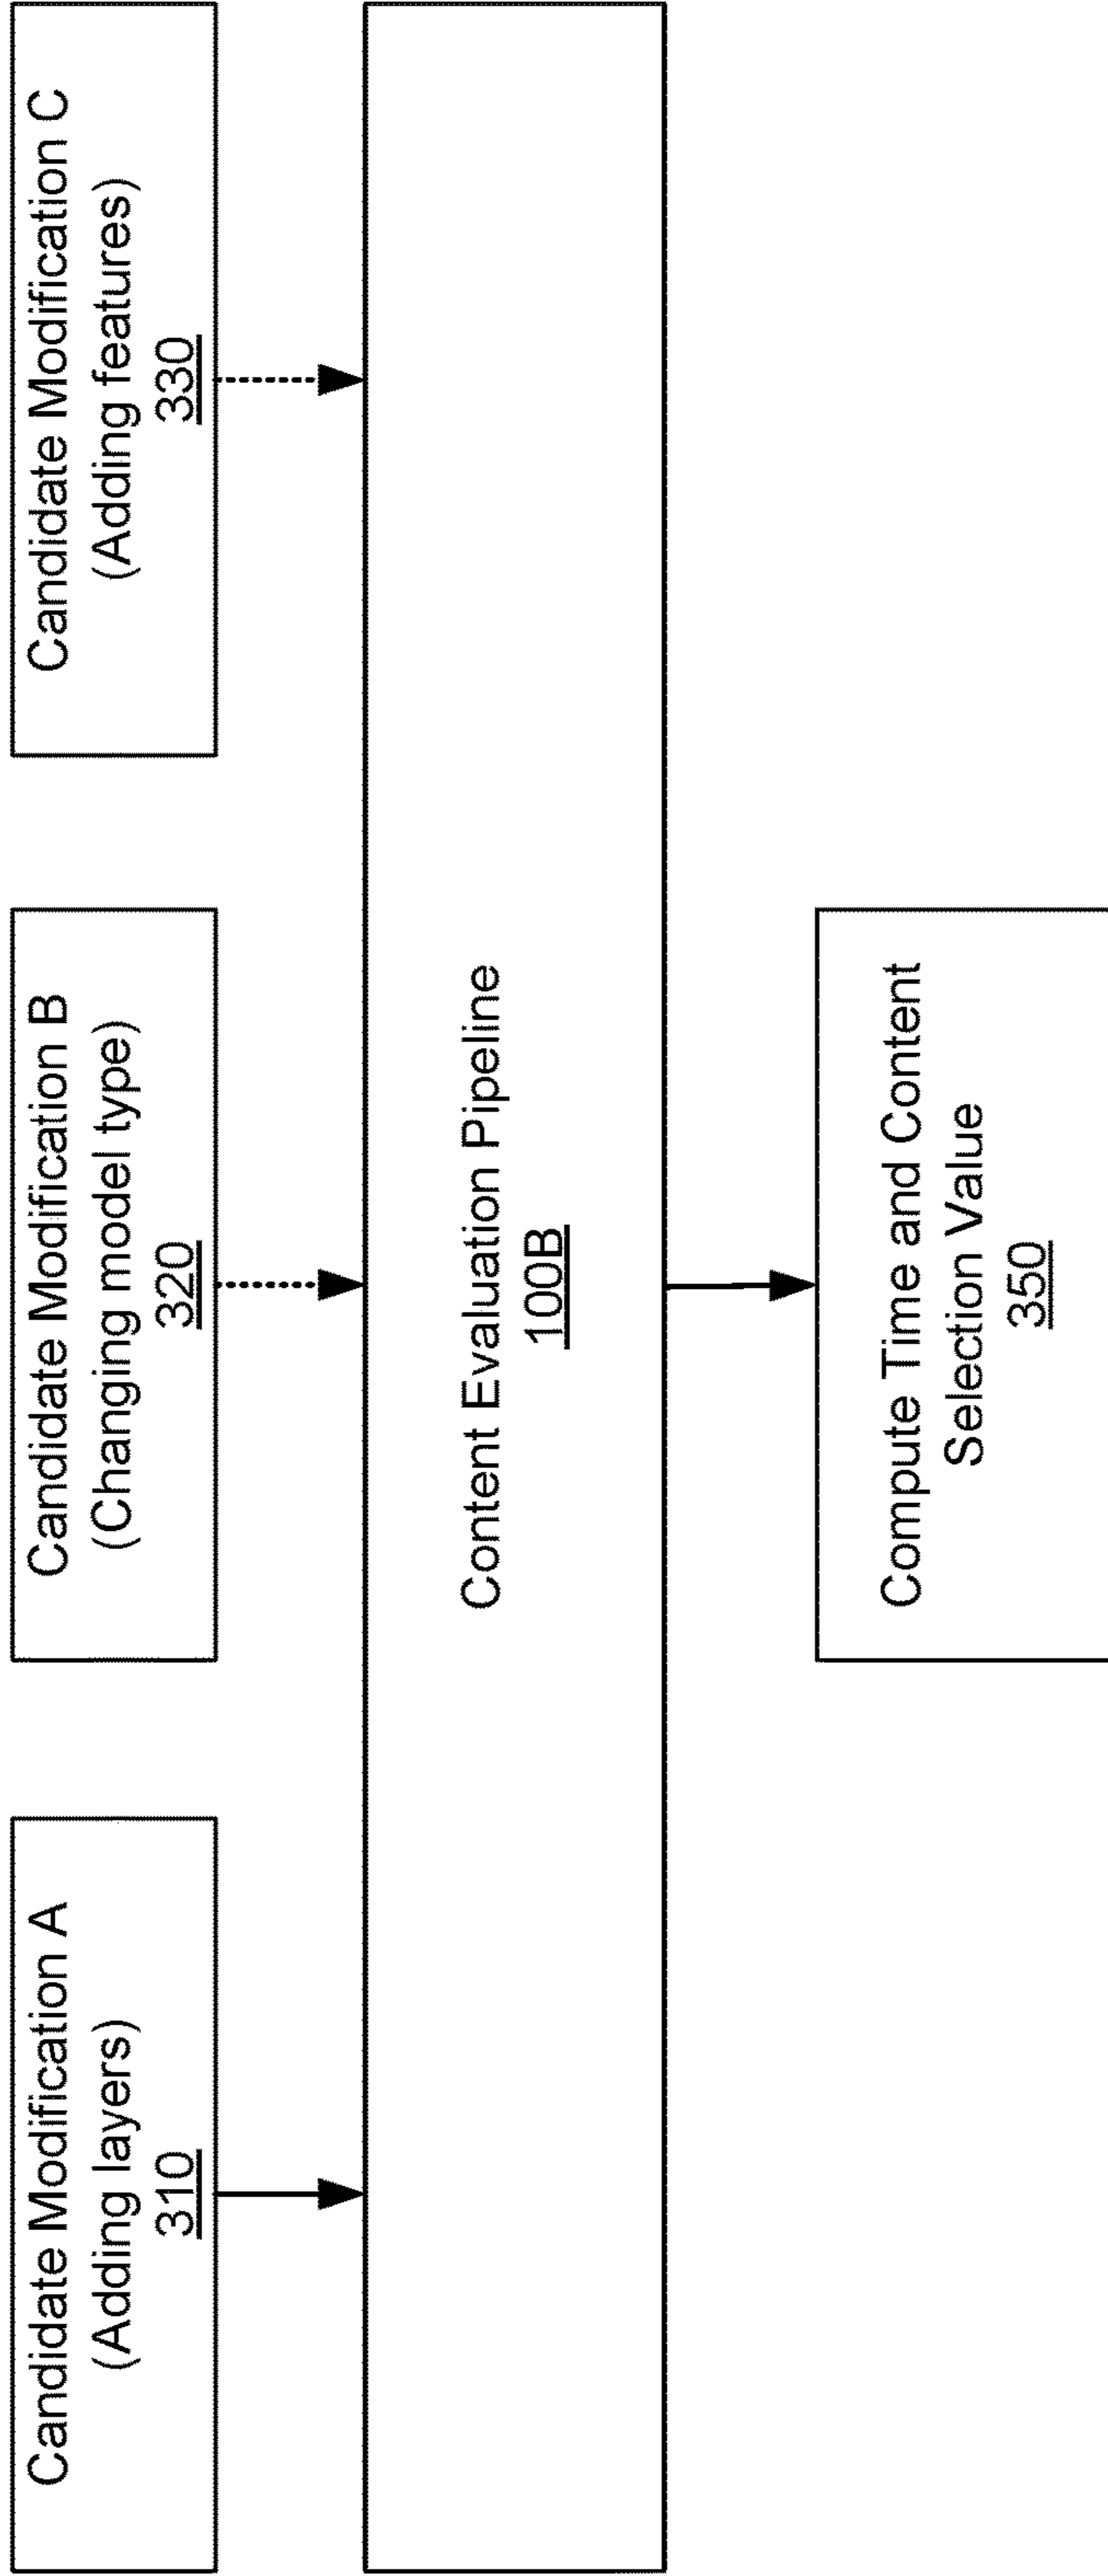 Candidate Modification A
(Adding layers)
310
Candidate Modification B
(Changing model type)
320
Candidate Modification C
(Adding features)
330
Content Evaluation Pipeline
100B
Compute Time and Content
Selection Value
350